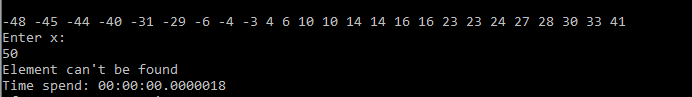 -48 -45 -44 -40 -31 -29 -6 -4 -3 4 6 10 10 14 14 16 16 23 23 24 27 28 30 33 41
Enter x:
50
Element can't be found
Time spend: 00:00:00.0000018